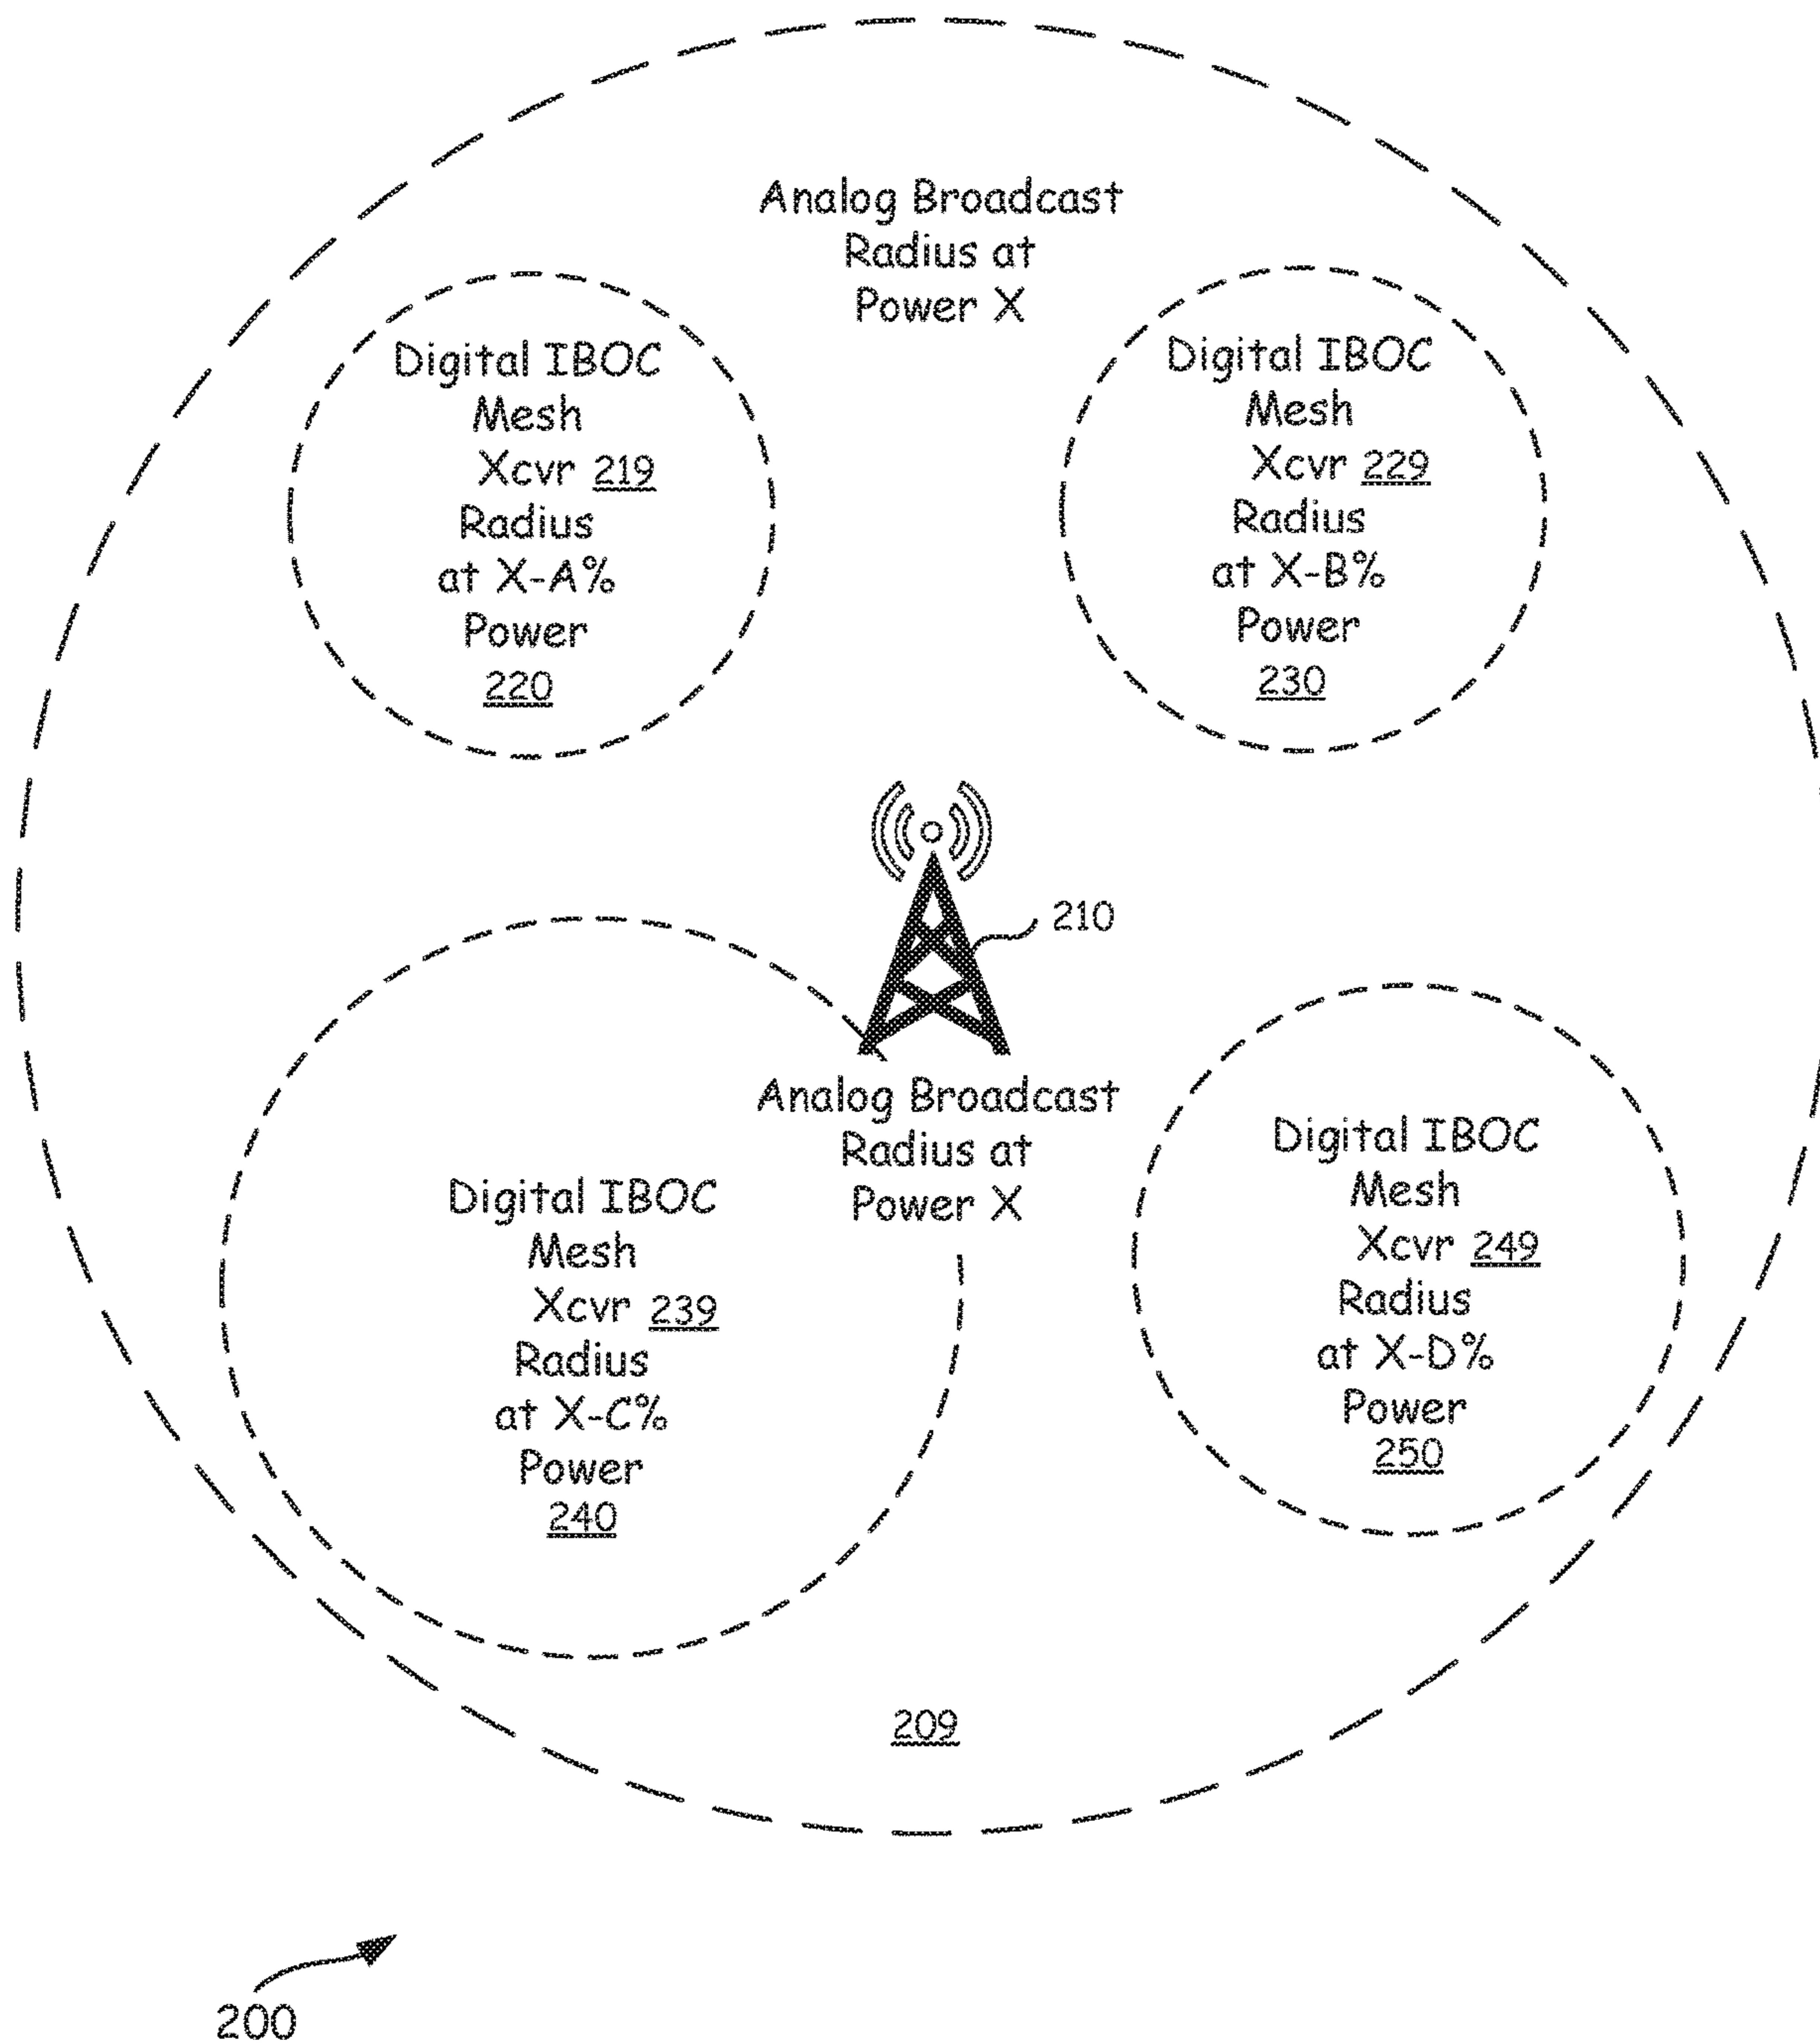 Analog Broadcast
Radius at
Power X
Digital IBOC
Mesh
Xcvr 219
Radius
at X-A%
Power
220
Digital IBOC
Mesh
Xcvr 229
Radius
at X-B%
Power
230
210
Analog Broadcast
Radius at
Power X
Digital IBOC
Mesh
Xcvr 239
Radius
at X-C%
Power
240
Digital IBOC
Mesh
Xcvr 249
Radius
at X-D%
Power
250
209
200